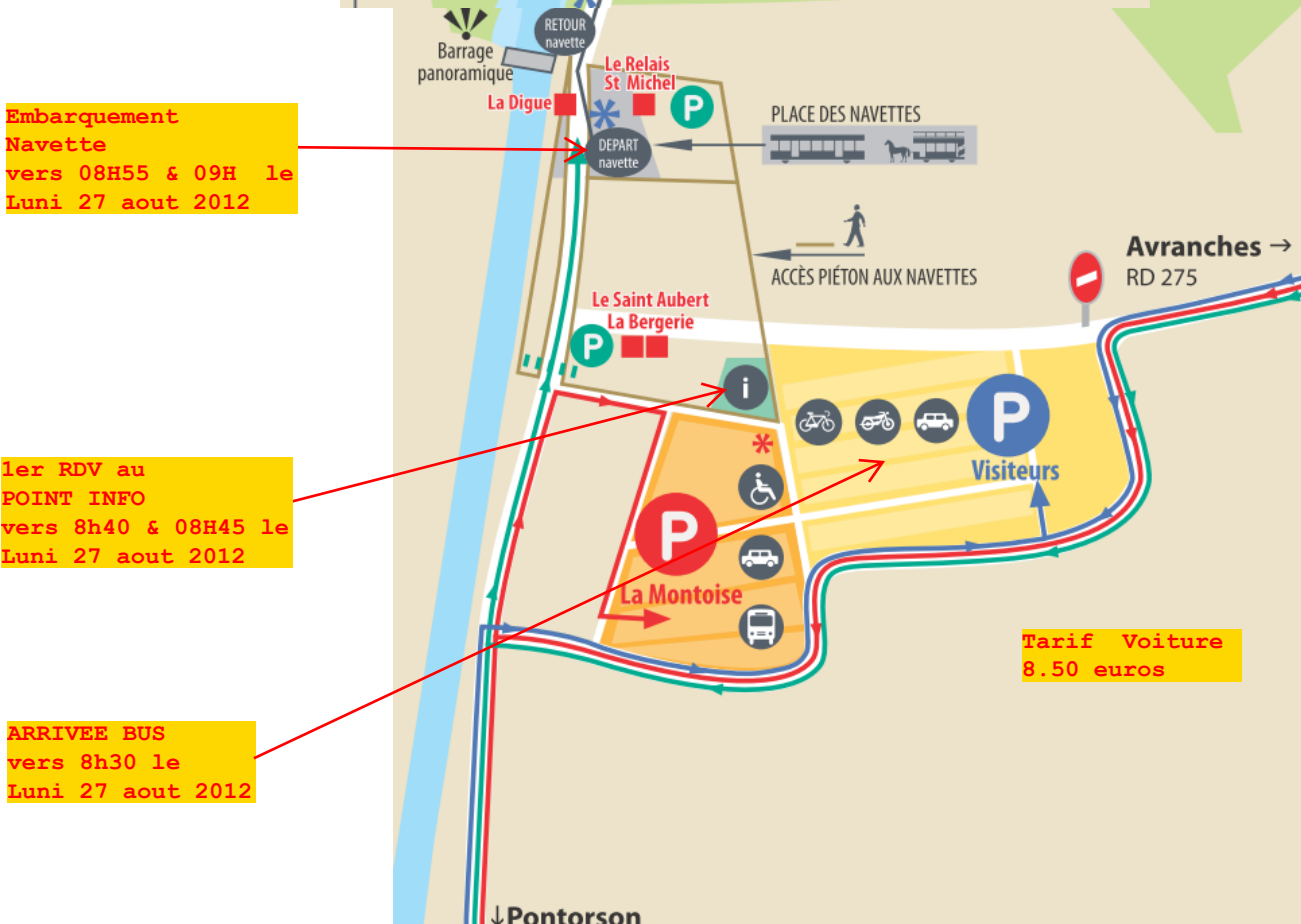 RETOUR
navette
Barrage
panoramique
Le Relais
St Michel
La Digue
P
DEPART
navette
PLACE DES NAVETTES
Embarquement
Navette
vers 08H55 & 09H le
Luni 27 aout 2012
ACCÈS PIÉTON AUX NAVETTES
Avranches →
RD 275
Le Saint Aubert
La Bergerie
P
i
P
Visiteurs
1er RDV au
POINT INFO
vers 8h40 & 08H45 le
Luni 27 aout 2012
P
La Montoise
Tarif Voiture
8.50 euros
ARRIVEE BUS
vers 8h30 le
Luni 27 aout 2012
↓Pontorson